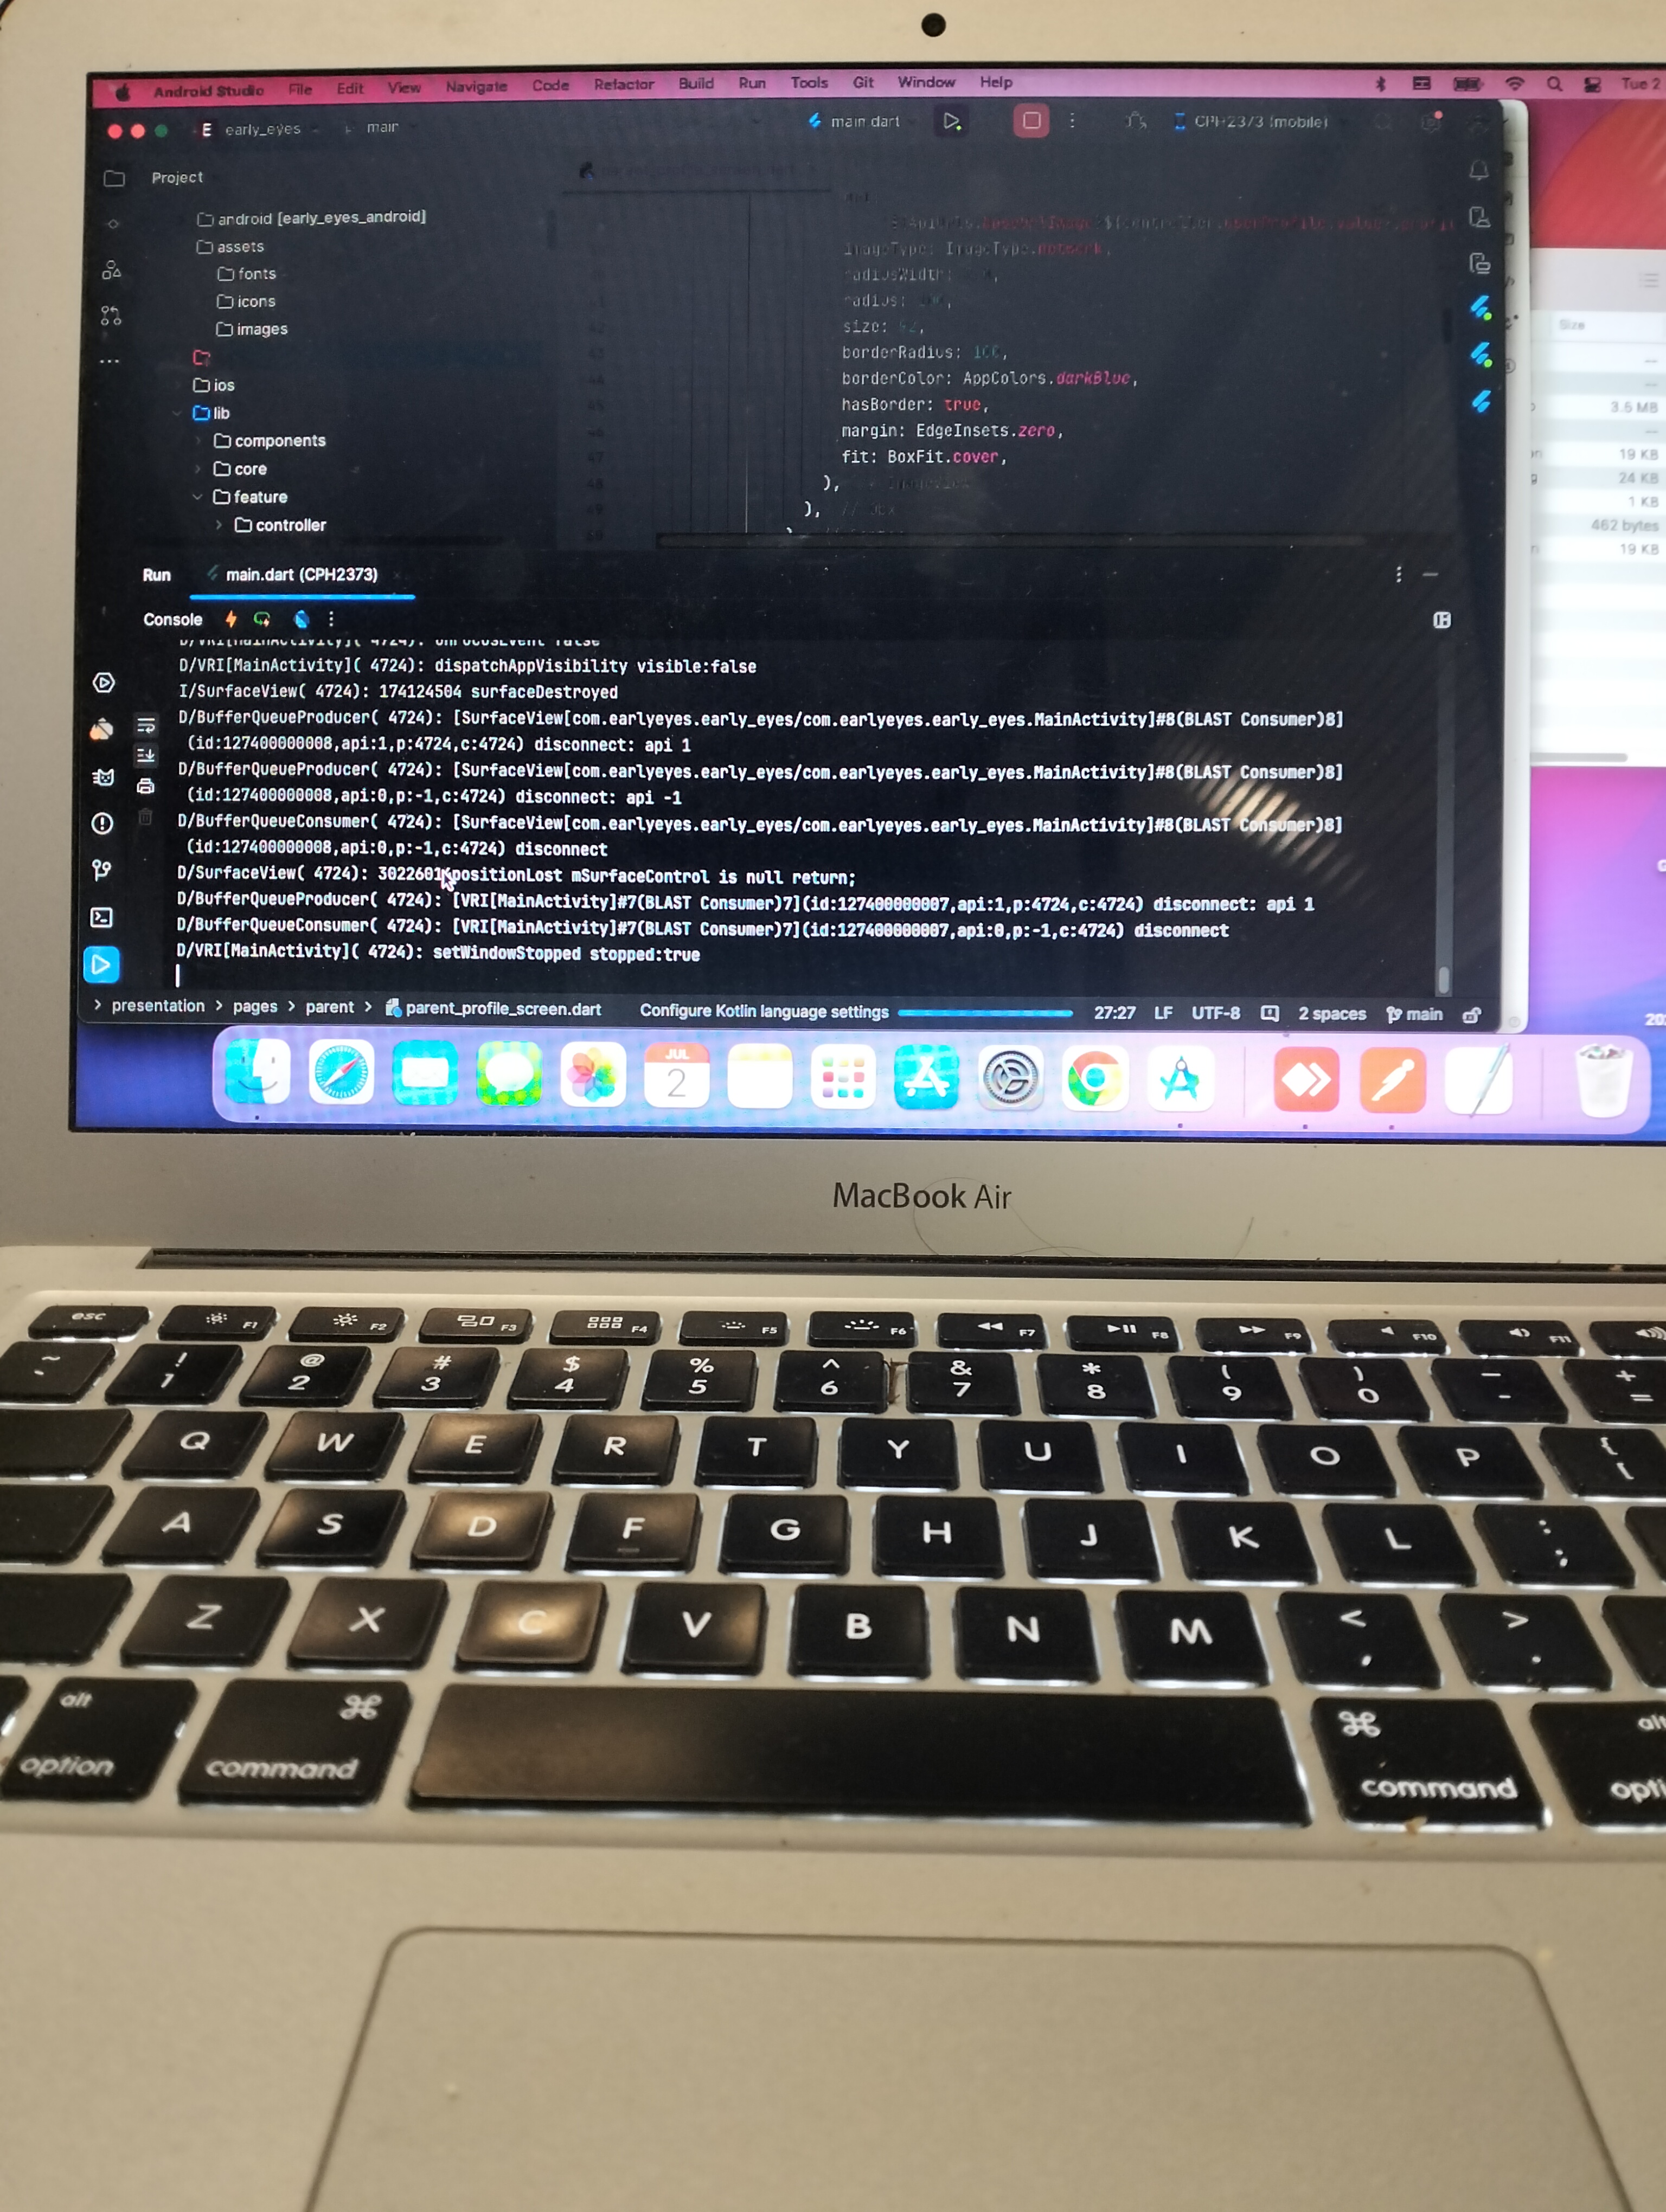 Android Studio File Edit View Navigate Code Refactor Build Run Tools Git Window Help Tue 2
E early_eyes main main.dart CPH2373 (mobile)
Project
android [early_eyes_android]
assets
fonts
icons
images
ios
lib
components
core
feature
controller
imageType: ImageType.network,
radiusWidth:
radius:
size: 92,
borderRadius: 100,
borderColor: AppColors.darkBlue,
hasBorder: true,
margin: EdgeInsets.zero,
fit: BoxFit.cover,
),
), // Obx
Size
3.5 MB
19 KB
24 KB
1 KB
462 bytes
19 KB
Run main.dart (CPH2373)
Console
D/VRI[MainActivity]( 4724): onFocusEvent false
D/VRI[MainActivity]( 4724): dispatchAppVisibility visible:false
I/SurfaceView( 4724): 174124504 surfaceDestroyed
D/BufferQueueProducer( 4724): [SurfaceView[com.earlyeyes.early_eyes/com.earlyeyes.early_eyes.MainActivity]#8(BLAST Consumer)8]
(id:127400000008,api:1,p:4724,c:4724) disconnect: api 1
D/BufferQueueProducer( 4724): [SurfaceView[com.earlyeyes.early_eyes/com.earlyeyes.early_eyes.MainActivity]#8(BLAST Consumer)8]
(id:127400000008,api:0,p:-1,c:4724) disconnect: api -1
D/BufferQueueConsumer( 4724): [SurfaceView[com.earlyeyes.early_eyes/com.earlyeyes.early_eyes.MainActivity]#8(BLAST Consumer)8]
(id:127400000008,api:0,p:-1,c:4724) disconnect
D/SurfaceView( 4724): 3022601 positionLost mSurfaceControl is null return;
D/BufferQueueProducer( 4724): [VRI[MainActivity]#7(BLAST Consumer)7](id:127400000007,api:1,p:4724,c:4724) disconnect: api 1
D/BufferQueueConsumer( 4724): [VRI[MainActivity]#7(BLAST Consumer)7](id:127400000007,api:0,p:-1,c:4724) disconnect
D/VRI[MainActivity]( 4724): setWindowStopped stopped:true
> presentation > pages > parent > parent_profile_screen.dart Configure Kotlin language settings 27:27 LF UTF-8 2 spaces main
JUL
2
MacBook Air
esc F1 F2 F3 F4 F5 F6 F7 F8 F9 F10 F11
~ ! @ # $ % ^ & * ( ) — +
1 2 3 4 5 6 7 8 9 0 - =
Q W E R T Y U I O P { [
A S D F G H J K L : ;
Z X C V B N M < , > .
alt ⌘ ⌘ alt
option command command opti